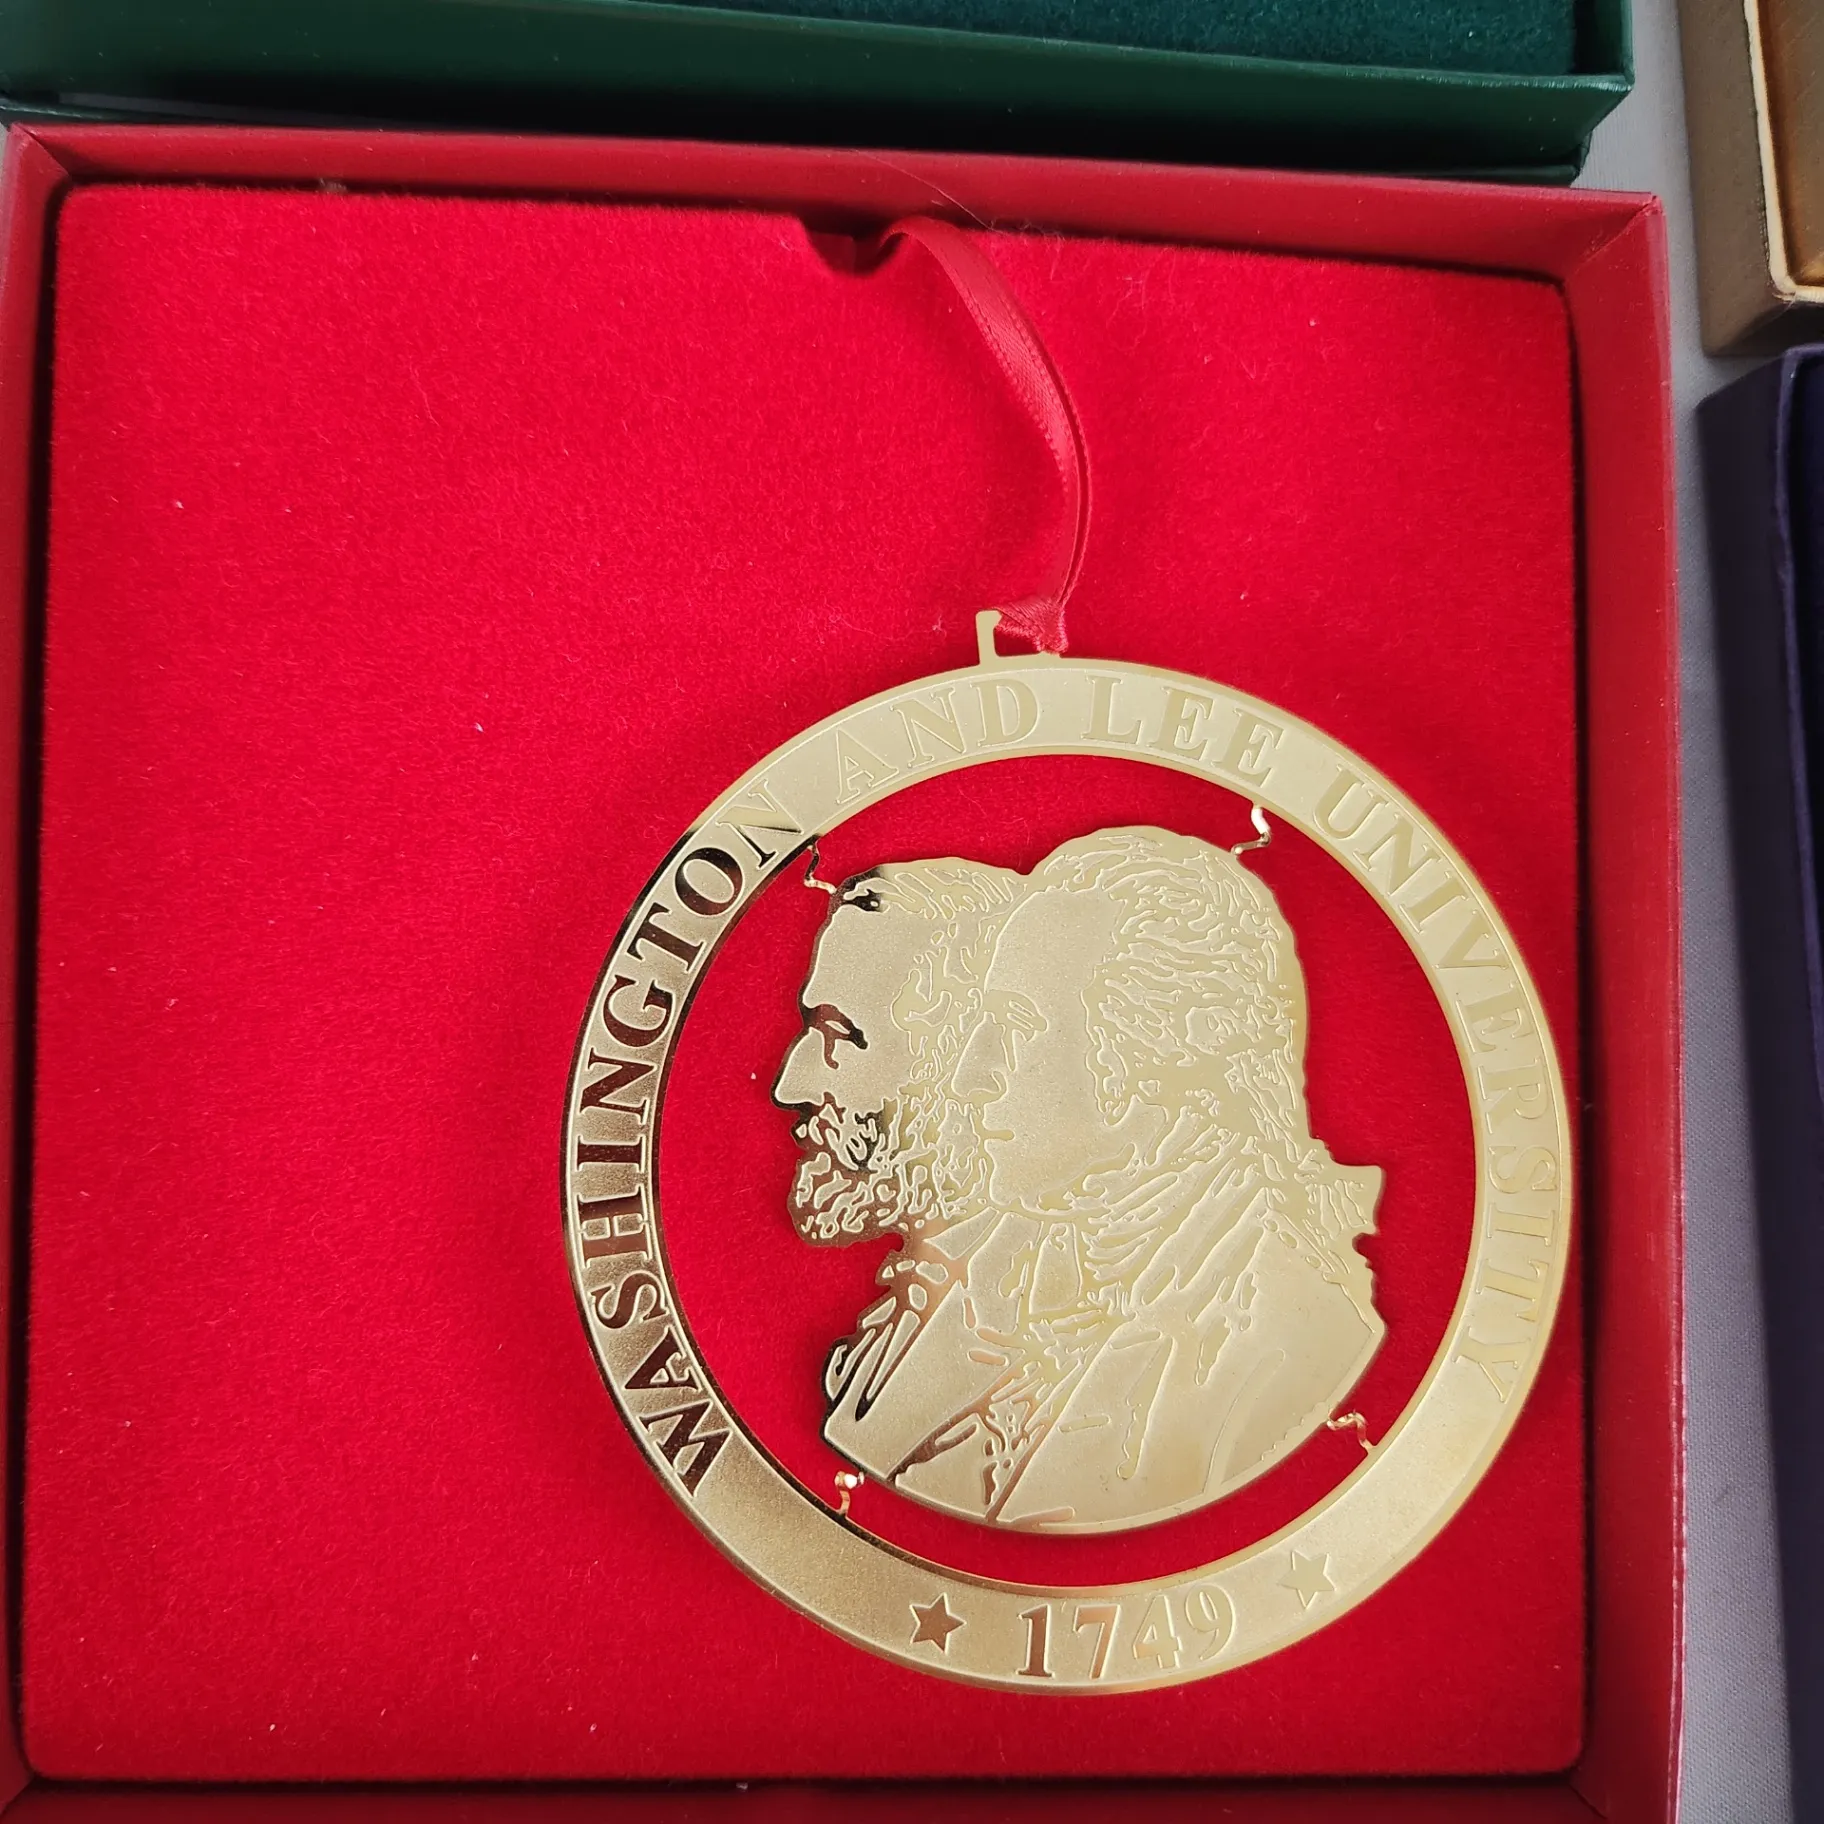 WASHINGTON AND LEE UNIVERSITY
★ 1749 ★